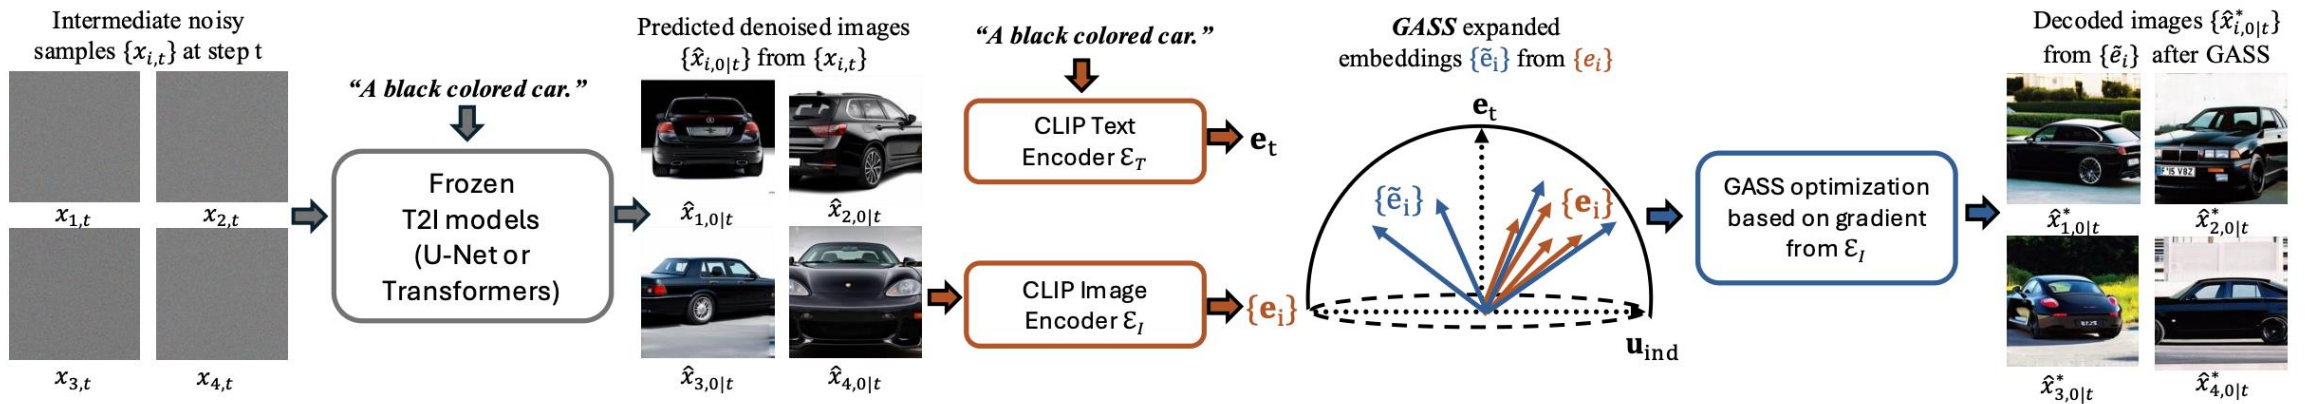 Intermediate noisy
samples {x_{i,t}} at step t
x_{1,t}
x_{2,t}
x_{3,t}
x_{4,t}
“A black colored car.”
Frozen
T2I models
(U-Net or
Transformers)
Predicted denoised images
{x̂_{i,0|t}} from {x_{i,t}}
x̂_{1,0|t}
x̂_{2,0|t}
x̂_{3,0|t}
x̂_{4,0|t}
“A black colored car.”
CLIP Text
Encoder Ɛ_T
e_t
CLIP Image
Encoder Ɛ_I
{e_i}
GASS expanded
embeddings {ẽ_i} from {e_i}
e_t
{ẽ_i}
{e_i}
u_ind
GASS optimization
based on gradient
from Ɛ_I
Decoded images {x̂*_{i,0|t}}
from {ẽ_i} after GASS
x̂*_{1,0|t}
x̂*_{2,0|t}
x̂*_{3,0|t}
x̂*_{4,0|t}